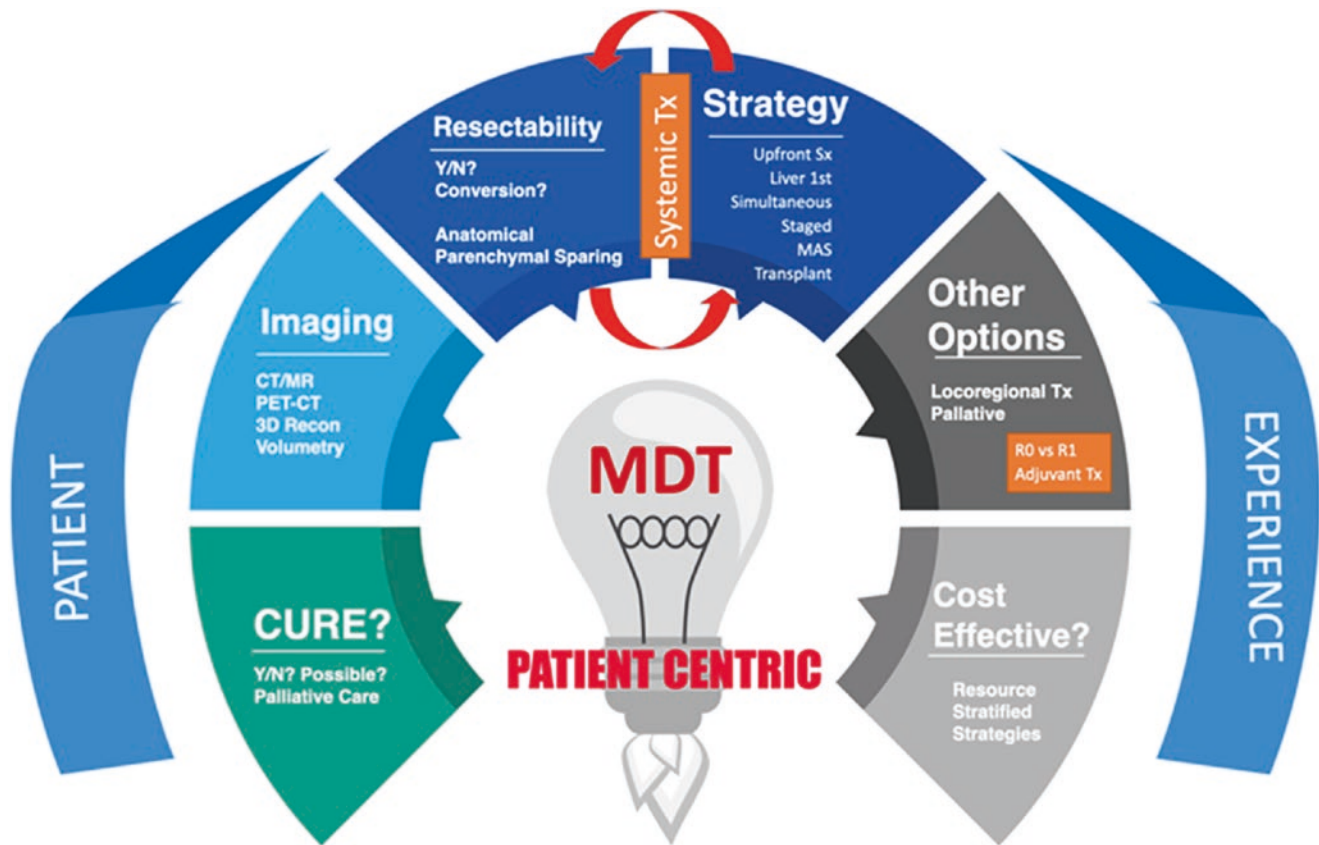 PATIENT
CURE?
Y/N? Possible?
Palliative Care
Imaging
CT/MR
PET-CT
3D Recon
Volumetry
Resectability
Y/N?
Conversion?
Anatomical
Parenchymal Sparing
Systemic Tx
Strategy
Upfront Sx
Liver 1st
Simultaneous
Staged
MAS
Transplant
Other
Options
Locoregional Tx
Pallative
R0 vs R1
Adjuvant Tx
Cost
Effective?
Resource
Stratified
Strategies
EXPERIENCE
MDT
PATIENT CENTRIC